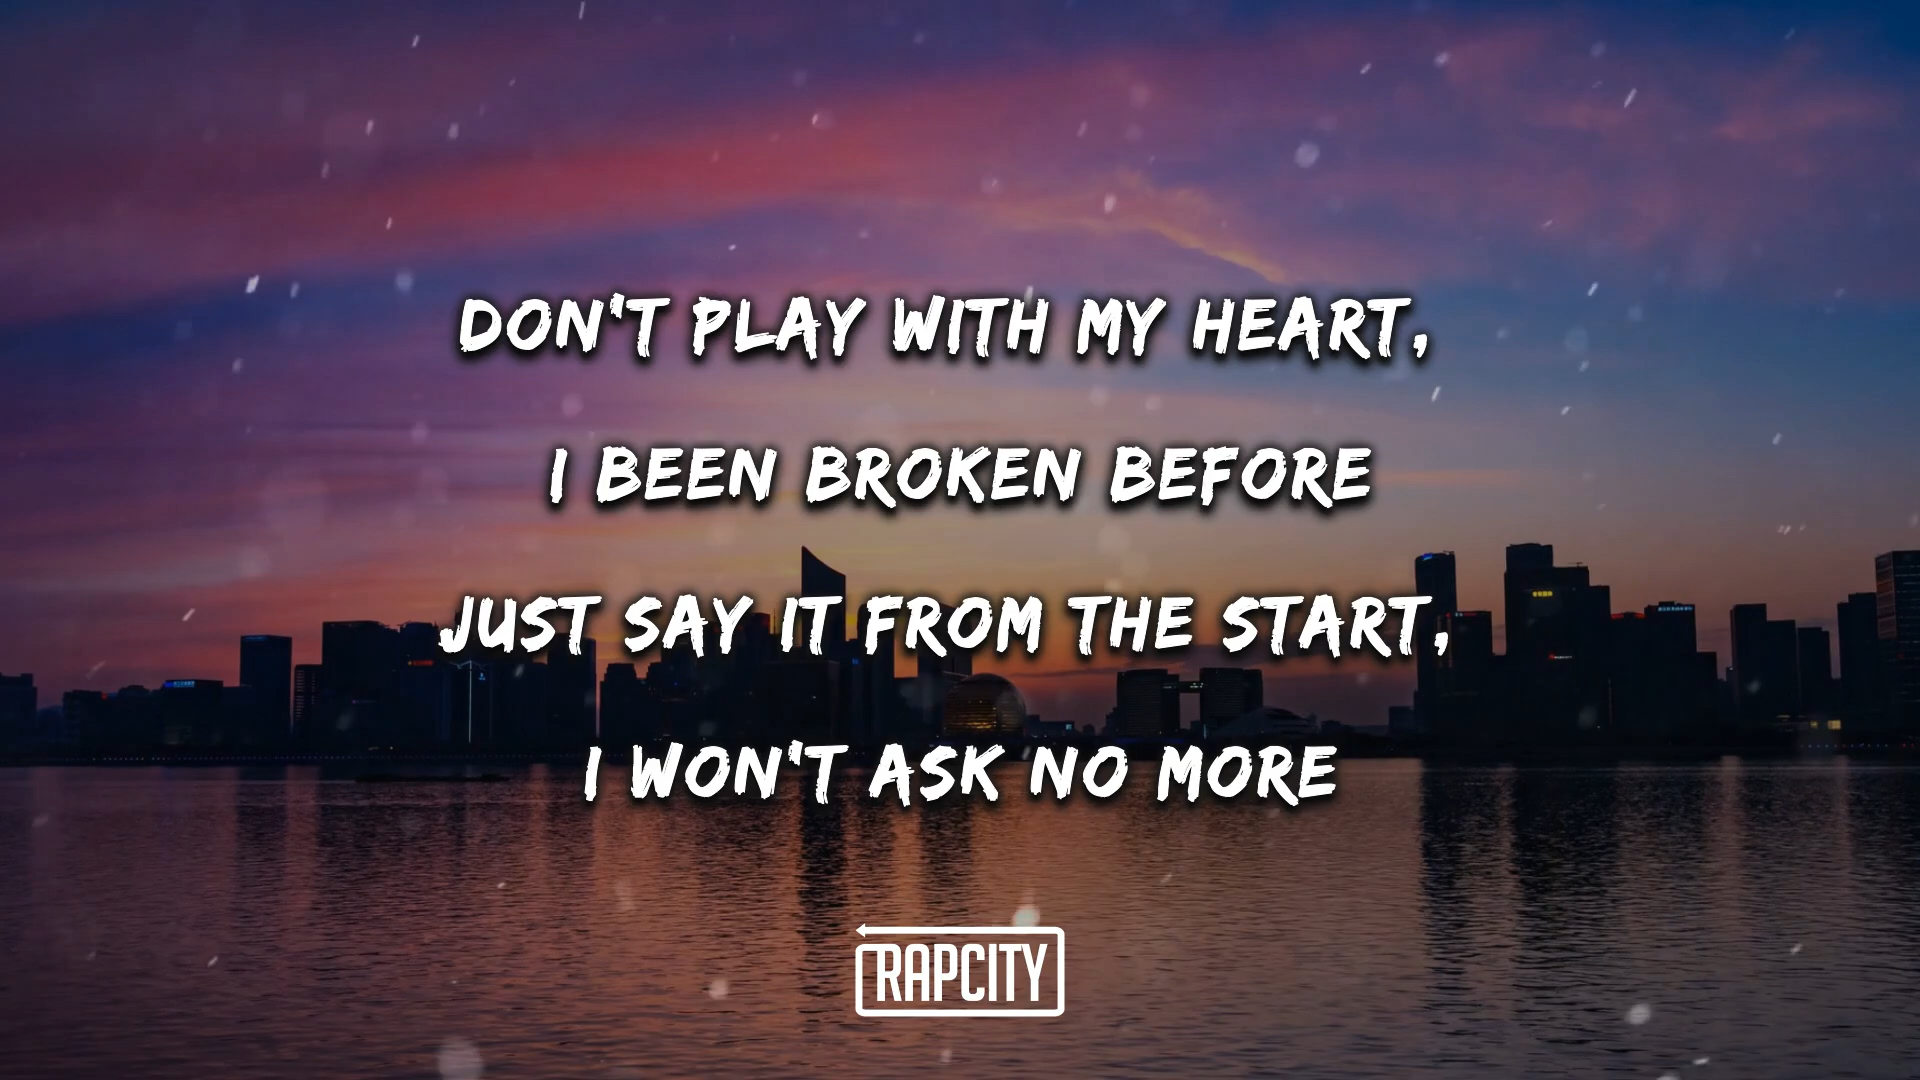 DON'T PLAY WITH MY HEART,
I BEEN BROKEN BEFORE
JUST SAY IT FROM THE START,
I WON'T ASK NO MORE
RAPCITY